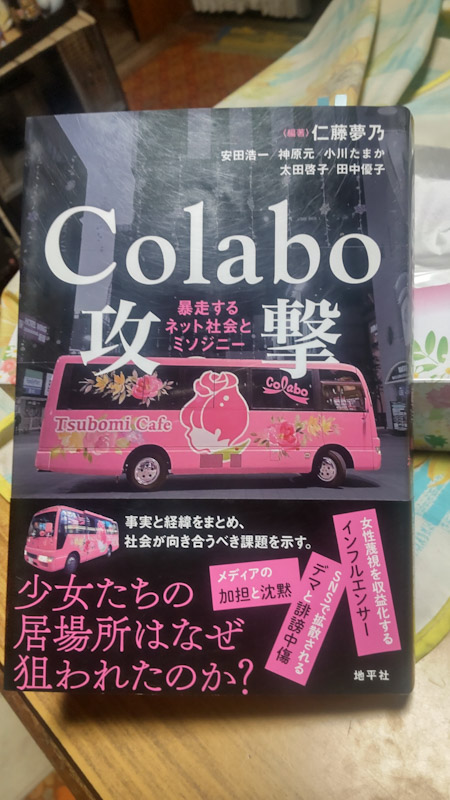 〈編著〉仁藤夢乃
安田浩一/神原元/小川たまか
太田啓子/田中優子
Colabo
攻撃
暴走する
ネット社会と
ミソジニー
Colabo
Tsubomi Cafe
事実と経緯をまとめ、
社会が向き合うべき課題を示す。
女性蔑視を収益化する
インフルエンサー
SNSで拡散される
デマと誹謗中傷
メディアの
加担と沈黙
少女たちの
居場所はなぜ
狙われたのか?
地平社